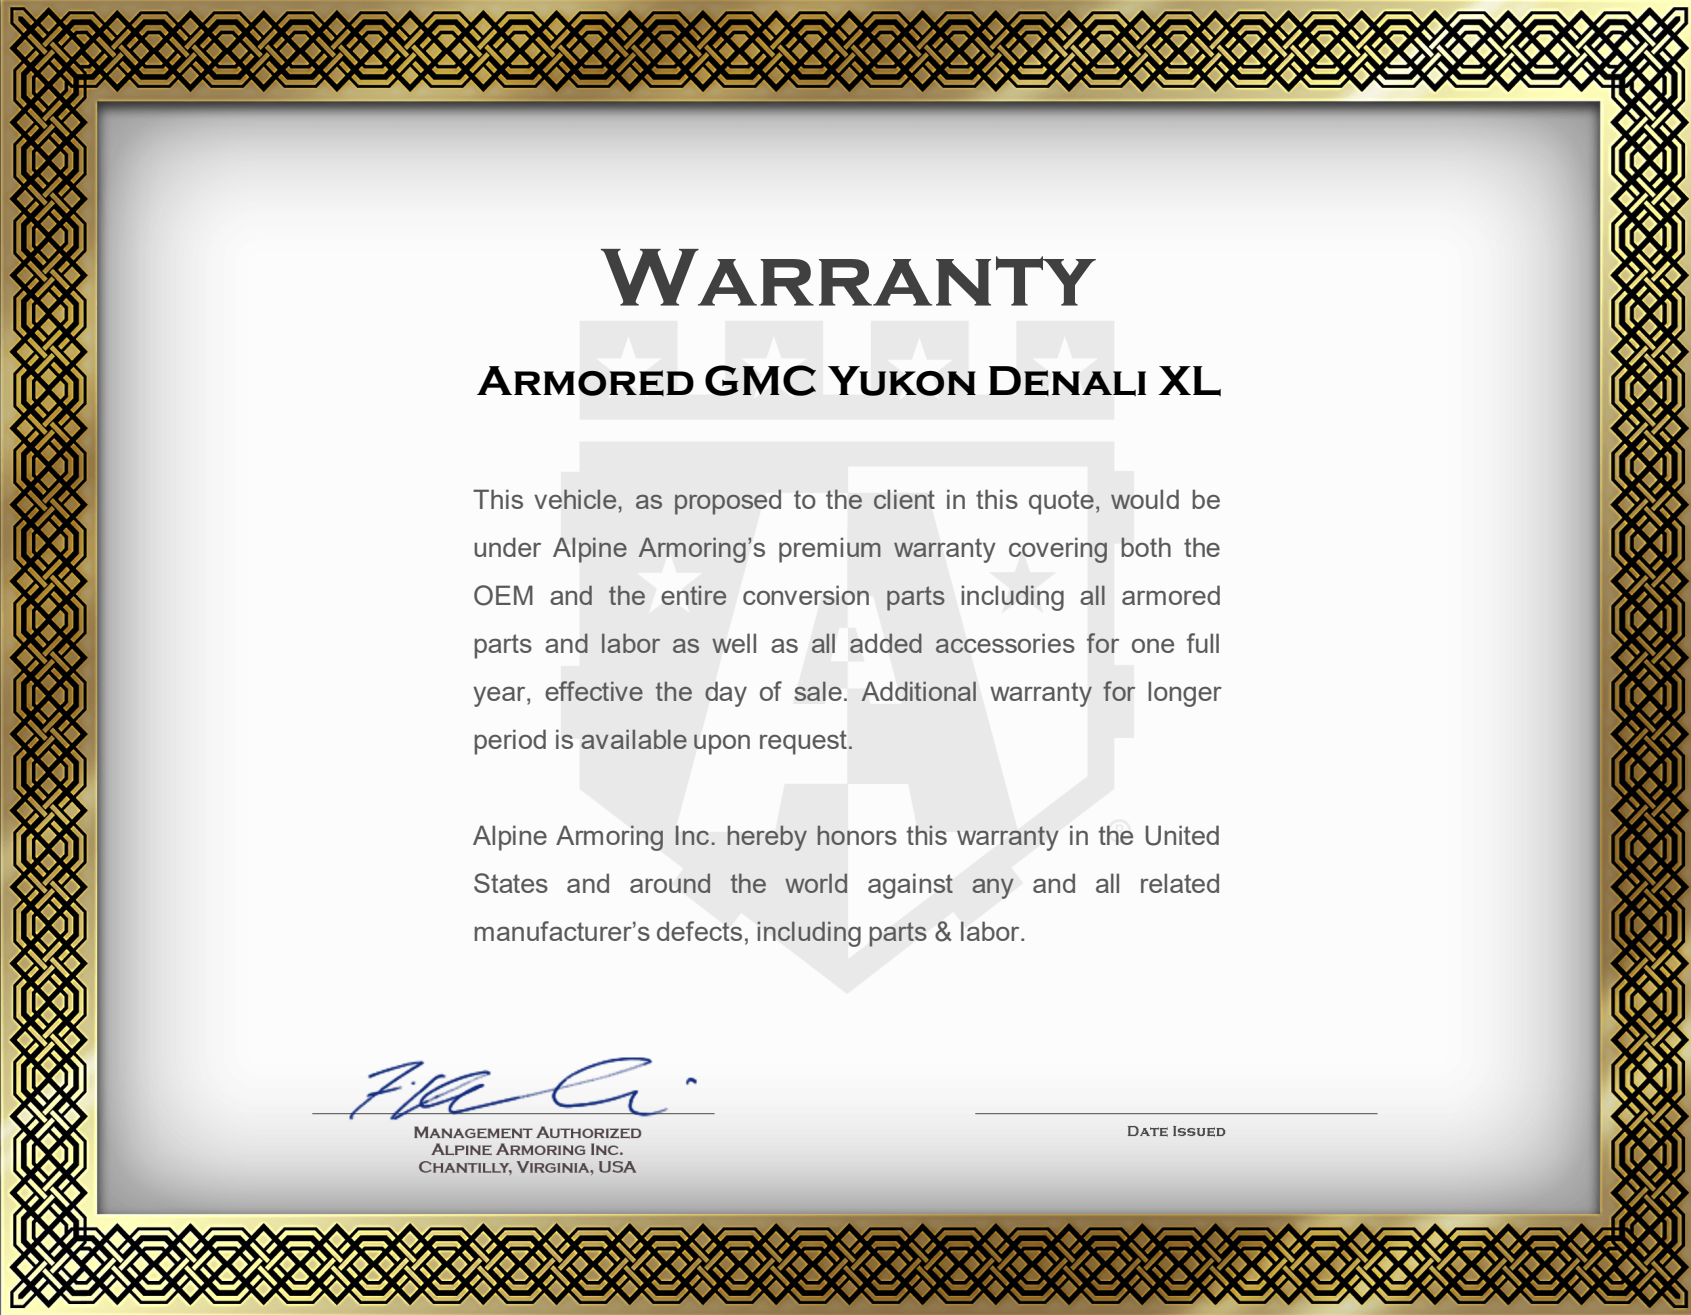 WARRANTY
ARMORED GMC YUKON DENALI XL
This vehicle, as proposed to the client in this quote, would be
under Alpine Armoring’s premium warranty covering both the
OEM and the entire conversion parts including all armored
parts and labor as well as all added accessories for one full
year, effective the day of sale. Additional warranty for longer
period is available upon request.
Alpine Armoring Inc. hereby honors this warranty in the United
States and around the world against any and all related
manufacturer’s defects, including parts & labor.
MANAGEMENT AUTHORIZED
ALPINE ARMORING INC.
CHANTILLY, VIRGINIA, USA
DATE ISSUED